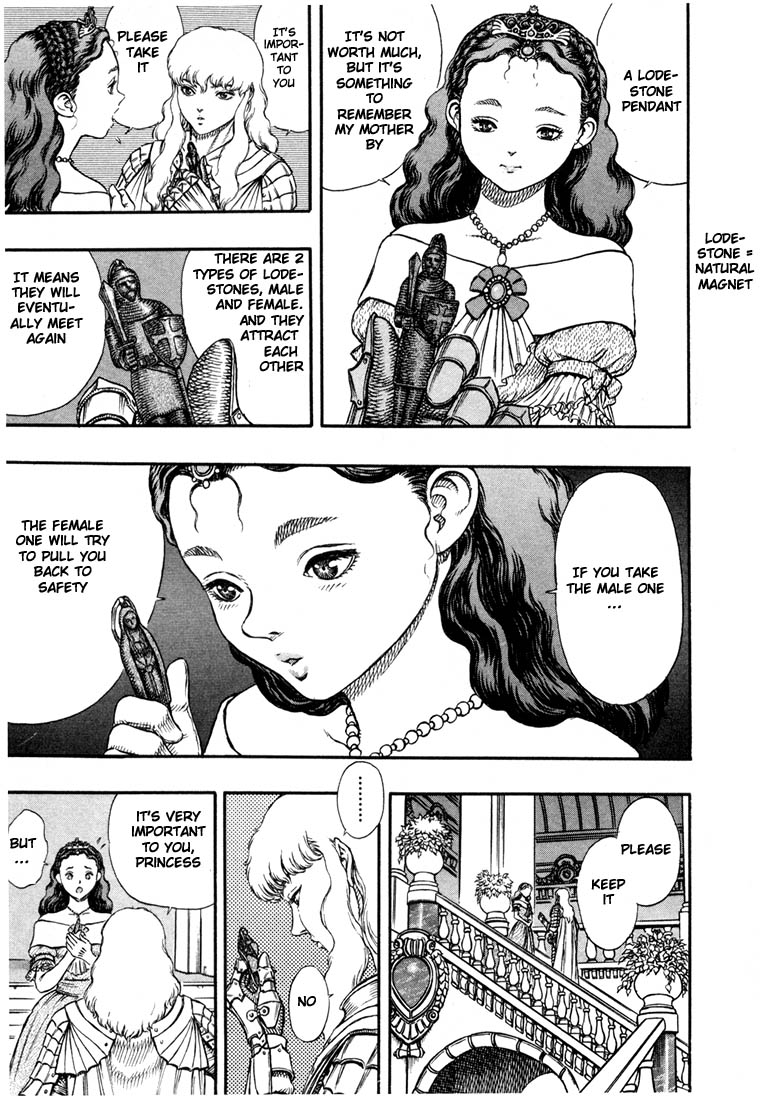 A LODE-
STONE
PENDANT
IT'S NOT
WORTH MUCH,
BUT IT'S
SOMETHING
TO
REMEMBER
MY MOTHER
BY
LODE-
STONE =
NATURAL
MAGNET
IT'S
IMPOR-
TANT
TO
YOU
PLEASE
TAKE
IT
THERE ARE 2
TYPES OF LODE-
STONES, MALE
AND FEMALE.
AND THEY
ATTRACT
EACH
OTHER
IT MEANS
THEY WILL
EVENTU-
ALLY MEET
AGAIN
IF YOU TAKE
THE MALE ONE
...
THE FEMALE
ONE WILL TRY
TO PULL YOU
BACK TO
SAFETY
PLEASE
KEEP
IT
.........
NO
IT'S VERY
IMPORTANT
TO YOU,
PRINCESS
BUT
...